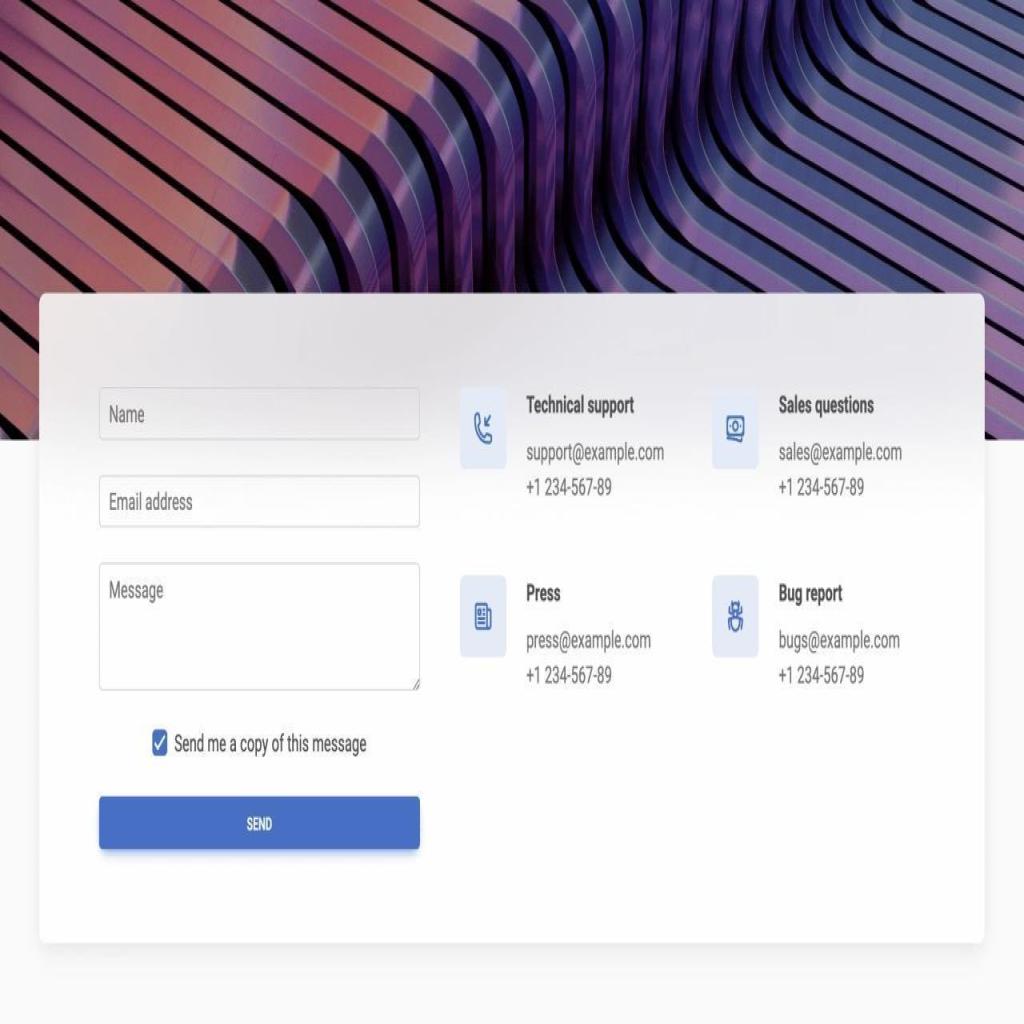 Name
Email address
Message
Send me a copy of this message
SEND
Technical support
support@example.com
+1 234-567-89
Sales questions
sales@example.com
+1 234-567-89
Press
press@example.com
+1 234-567-89
Bug report
bugs@example.com
+1 234-567-89